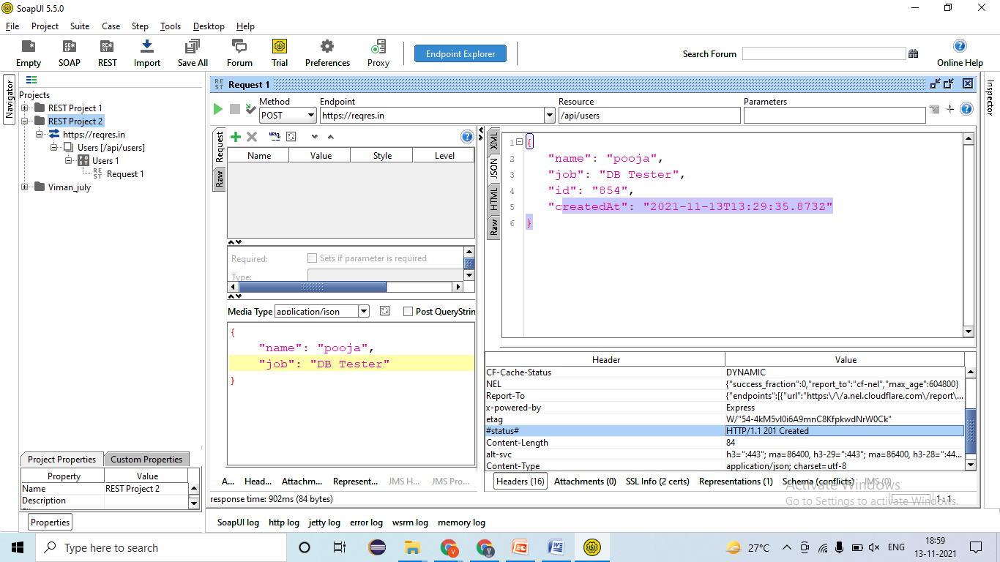 SoapUI 5.5.0
File Project Suite Case Step Tools Desktop Help
Empty SOAP REST Import Save All Forum Trial Preferences Proxy Endpoint Explorer Search Forum Online Help
Navigator
Projects
REST Project 1
REST Project 2
https://reqres.in
Users [/api/users]
Users 1
Request 1
Viman_july
Project Properties Custom Properties
Property Value
Name REST Project 2
Description
Properties
Request 1
Method Endpoint Resource Parameters
POST https://reqres.in /api/users
Request
Raw
Name Value Style Level
Required: Sets if parameter is required
Type:
Media Type application/json Post QueryStrin
{
"name": "pooja",
"job": "DB Tester"
}
A... Head... Attachm... Represent... JMS H... JMS Pro...
response time: 902ms (84 bytes)
XML
JSON
HTML
Raw
1 {
2 "name": "pooja",
3 "job": "DB Tester",
4 "id": "854",
5 "createdAt": "2021-11-13T13:29:35.873Z"
6 }
Header Value
CF-Cache-Status DYNAMIC
NEL {"success_fraction":0,"report_to":"cf-nel","max_age":604800}
Report-To {"endpoints":[{"url":"https:\/\/a.nel.cloudflare.com\/report\...
x-powered-by Express
etag W/"54-4kM5vI0i6A9mnC8KfpkwdNrW0Ck"
#status# HTTP/1.1 201 Created
Content-Length 84
alt-svc h3=":443"; ma=86400, h3-29=":443"; ma=86400, h3-28=":44...
Content-Type application/json; charset=utf-8
Headers (16) Attachments (0) SSL Info (2 certs) Representations (1) Schema (conflicts) JMS (0)
Activate Windows
Go to Settings to activate Windows.
1 : 1
Inspector
SoapUI log http log jetty log error log wsrm log memory log
Type here to search
27°C ENG 18:59
13-11-2021